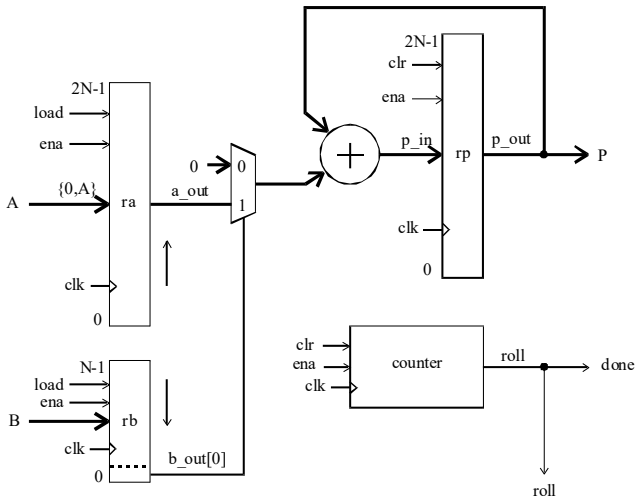 2N-1
clr
ena
p_in
rp
p_out
P
clk
0
+
2N-1
load
ena
{0,A}
A
ra
a_out
clk
0
0
0
1
N-1
load
ena
B
rb
clk
0
b_out[0]
clr
ena
clk
counter
roll
done
roll